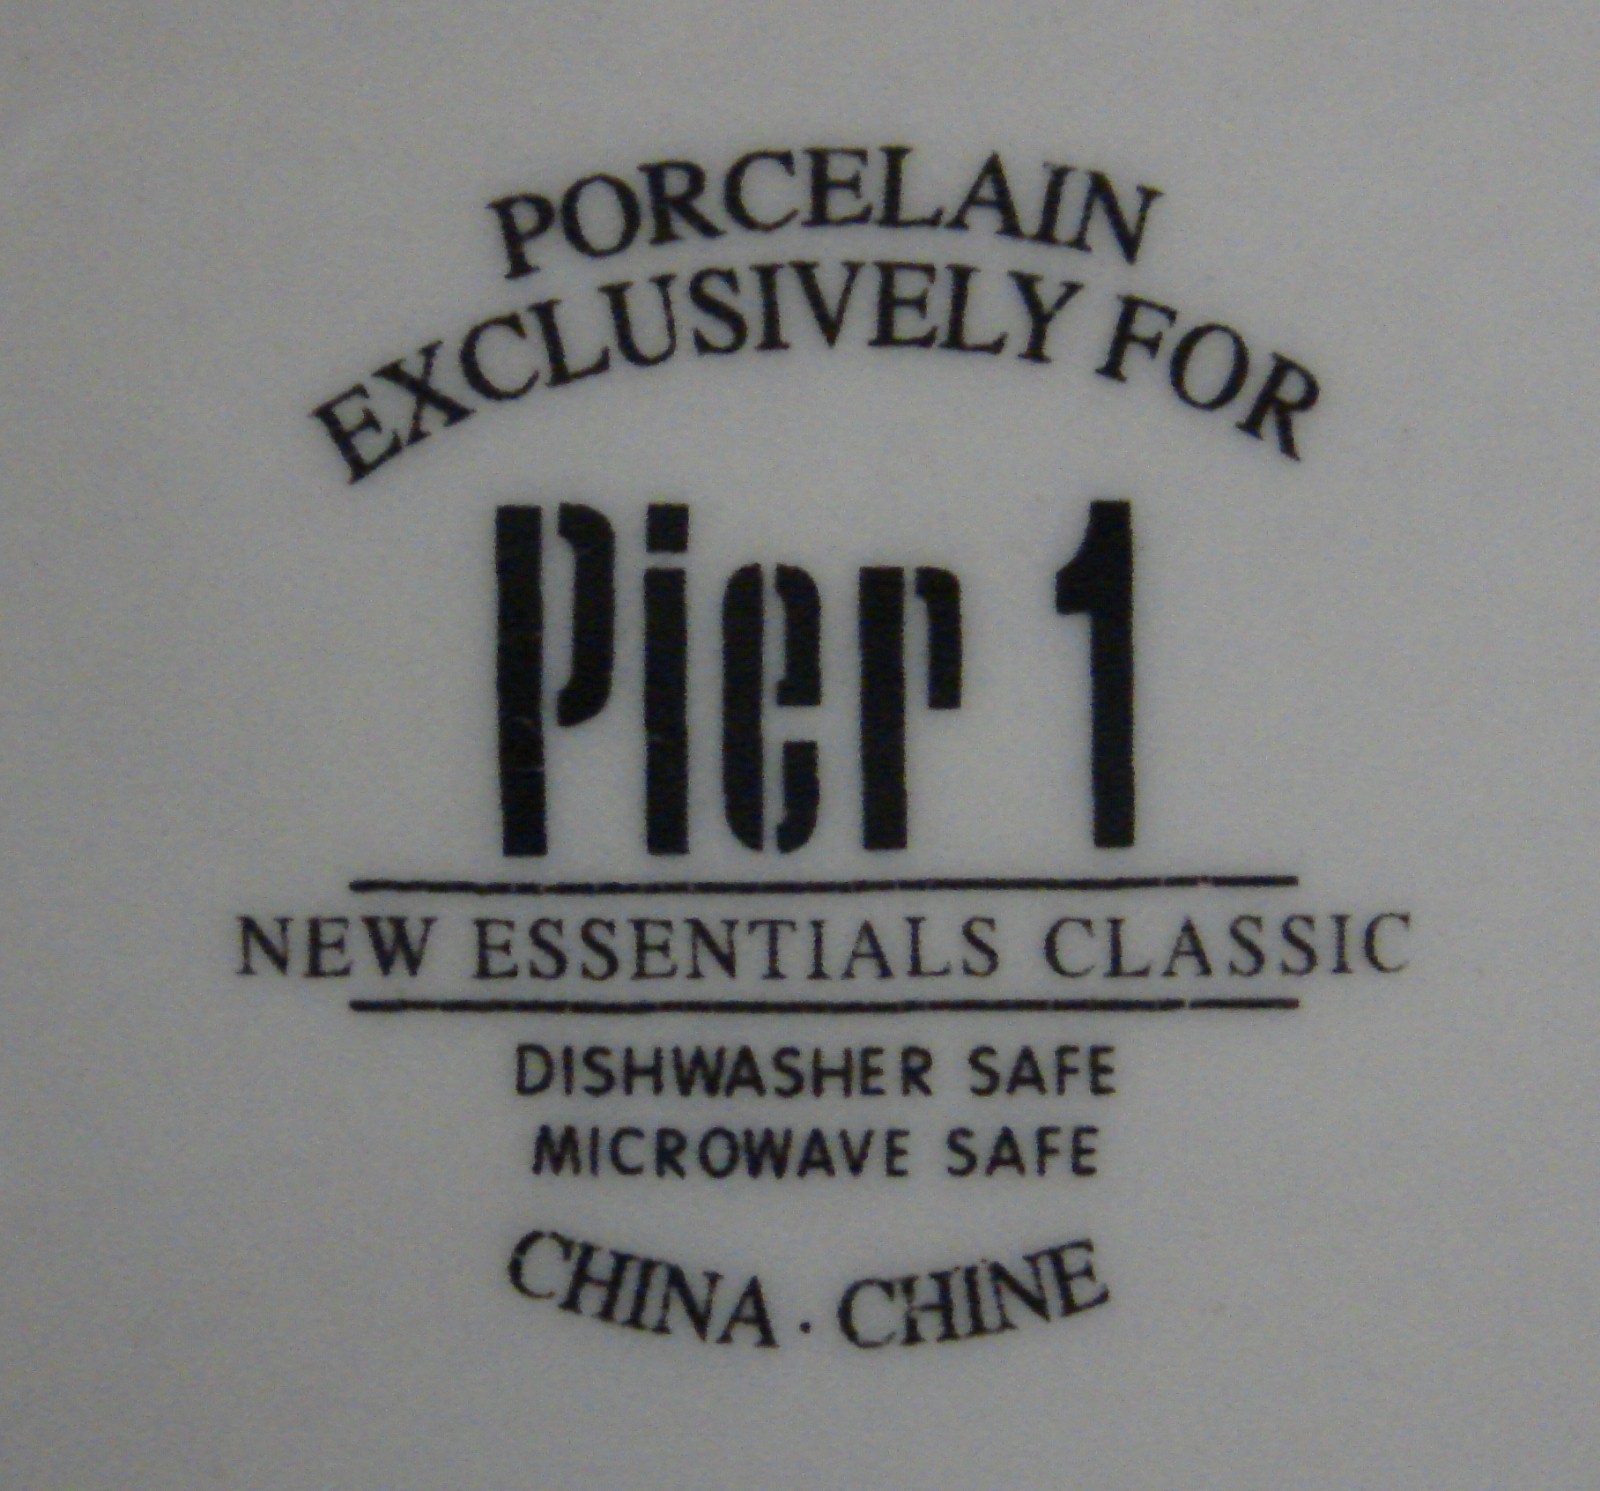 PORCELAIN
EXCLUSIVELY FOR
Pier 1
NEW ESSENTIALS CLASSIC
DISHWASHER SAFE
MICROWAVE SAFE
CHINA · CHINE